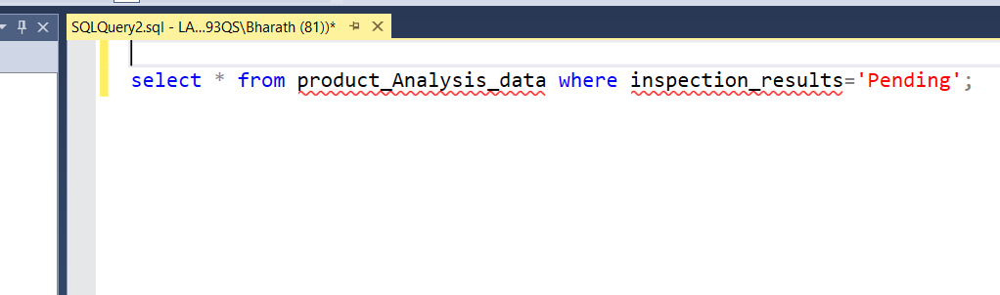 SQLQuery2.sql - LA...93QS\Bharath (81))*
select * from product_Analysis_data where inspection_results='Pending';